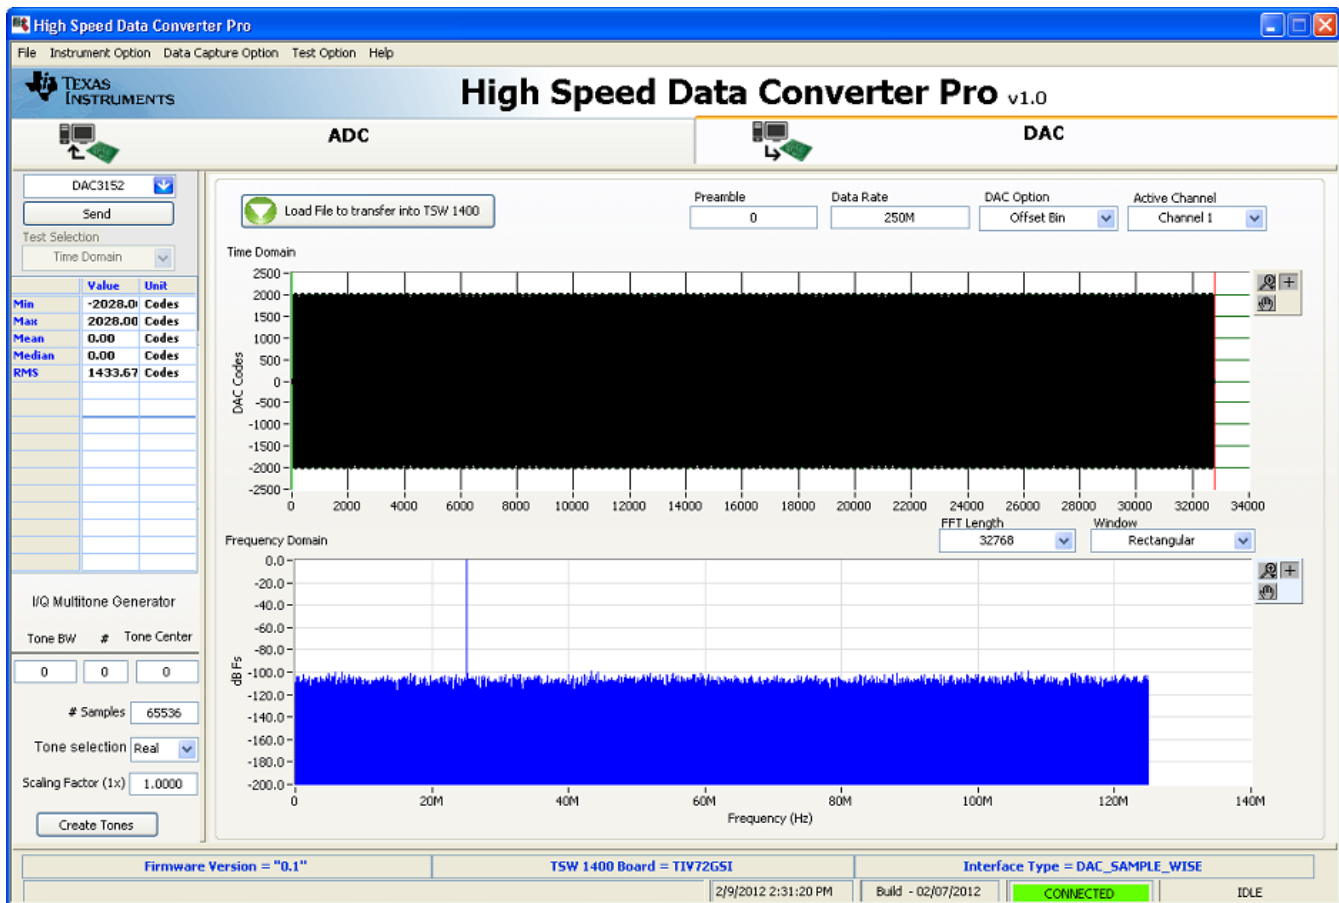 High Speed Data Converter Pro
File Instrument Option Data Capture Option Test Option Help
TEXAS INSTRUMENTS
High Speed Data Converter Pro v1.0
ADC
DAC
DAC3152
Send
Test Selection
Time Domain
Value Unit
Min -2028.0 Codes
Max 2028.00 Codes
Mean 0.00 Codes
Median 0.00 Codes
RMS 1433.67 Codes
I/Q Multitone Generator
Tone BW # Tone Center
0 0 0
# Samples 65536
Tone selection Real
Scaling Factor (1x) 1.0000
Create Tones
Load File to transfer into TSW 1400
Preamble Data Rate DAC Option Active Channel
0 250M Offset Bin Channel 1
Time Domain
DAC Codes
2500
2000
1500
1000
500
0
-500
-1000
-1500
-2000
-2500
0 2000 4000 6000 8000 10000 12000 14000 16000 18000 20000 22000 24000 26000 28000 30000 32000 34000
FFT Length Window
32768 Rectangular
Frequency Domain
dB Fs
0.0
-20.0
-40.0
-60.0
-80.0
-100.0
-120.0
-140.0
-160.0
-180.0
-200.0
0 20M 40M 60M 80M 100M 120M 140M
Frequency (Hz)
Firmware Version = "0.1" TSW 1400 Board = TIV72GSI Interface Type = DAC_SAMPLE_WISE
2/9/2012 2:31:20 PM Build - 02/07/2012 CONNECTED IDLE